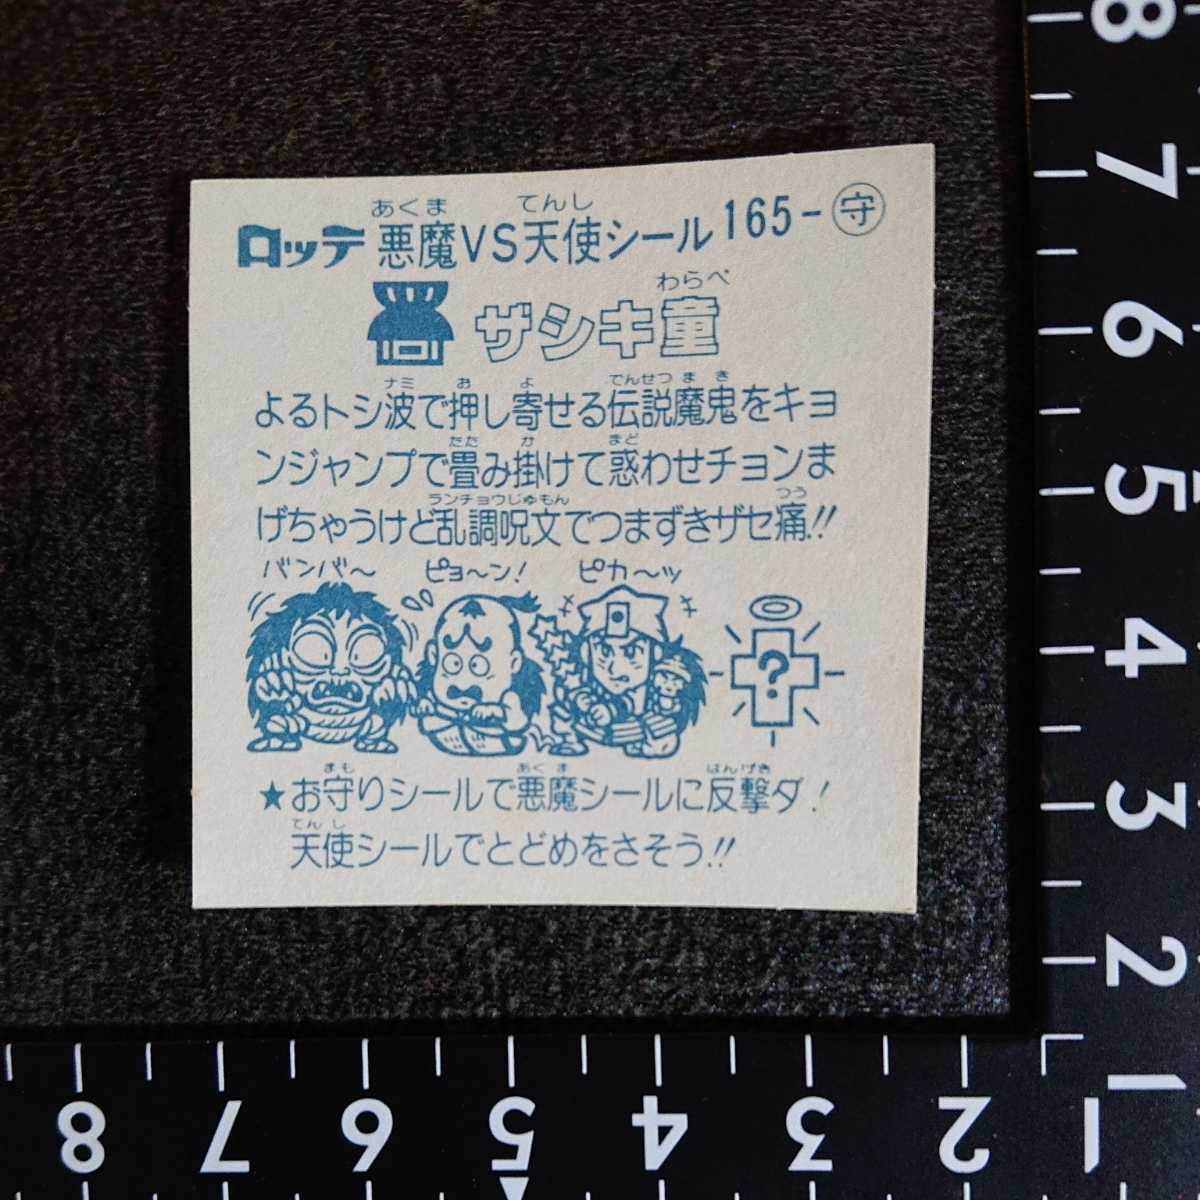 ロッテ 悪魔VS天使シール 165-守
あくま てんし
ザシキ童
わらべ
よるトシ波で押し寄せる伝説魔鬼をキョ
ナミ お よ でんせつ まき
ンジャンプで畳み掛けて惑わせチョンま
たた か まど
げちゃうけど乱調呪文でつまずきザセ痛!!
ランチョウじゅもん つう
バンバ〜 ピョ〜ン! ピカ〜ッ
?
★お守りシールで悪魔シールに反撃ダ!
まも あくま はんげき
天使シールでとどめをさそう!!
てんし
8
7
6
5
4
3
2
1
8 7 6 5 4 3 2 1